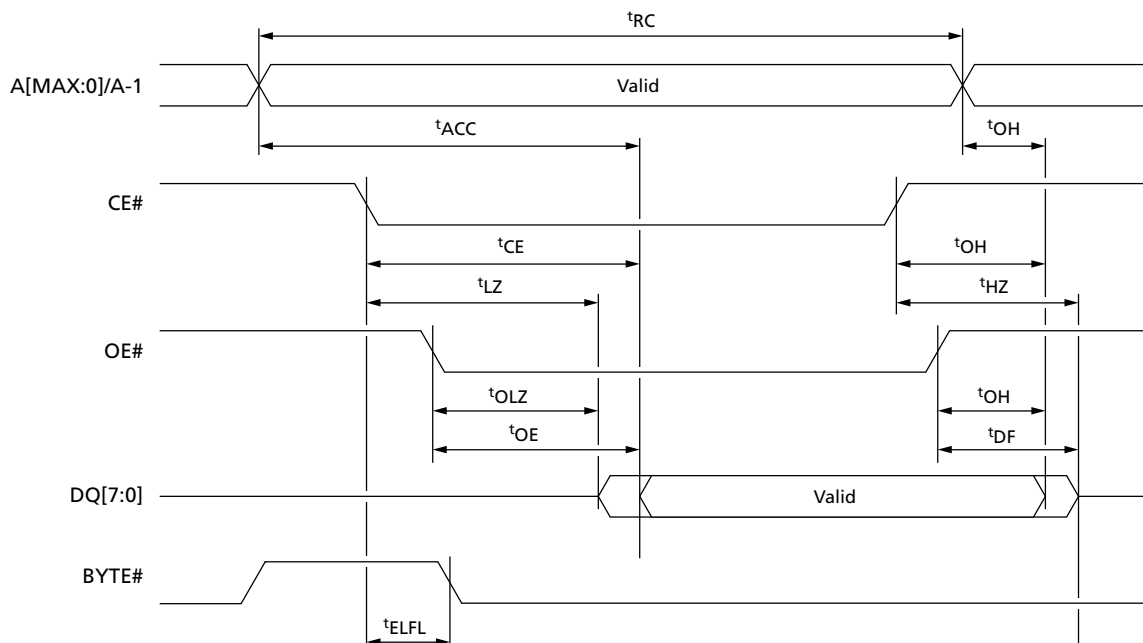 tRC
A[MAX:0]/A-1
Valid
tACC
tOH
CE#
tCE
tOH
tLZ
tHZ
OE#
tOLZ
tOH
tOE
tDF
DQ[7:0]
Valid
BYTE#
tELFL